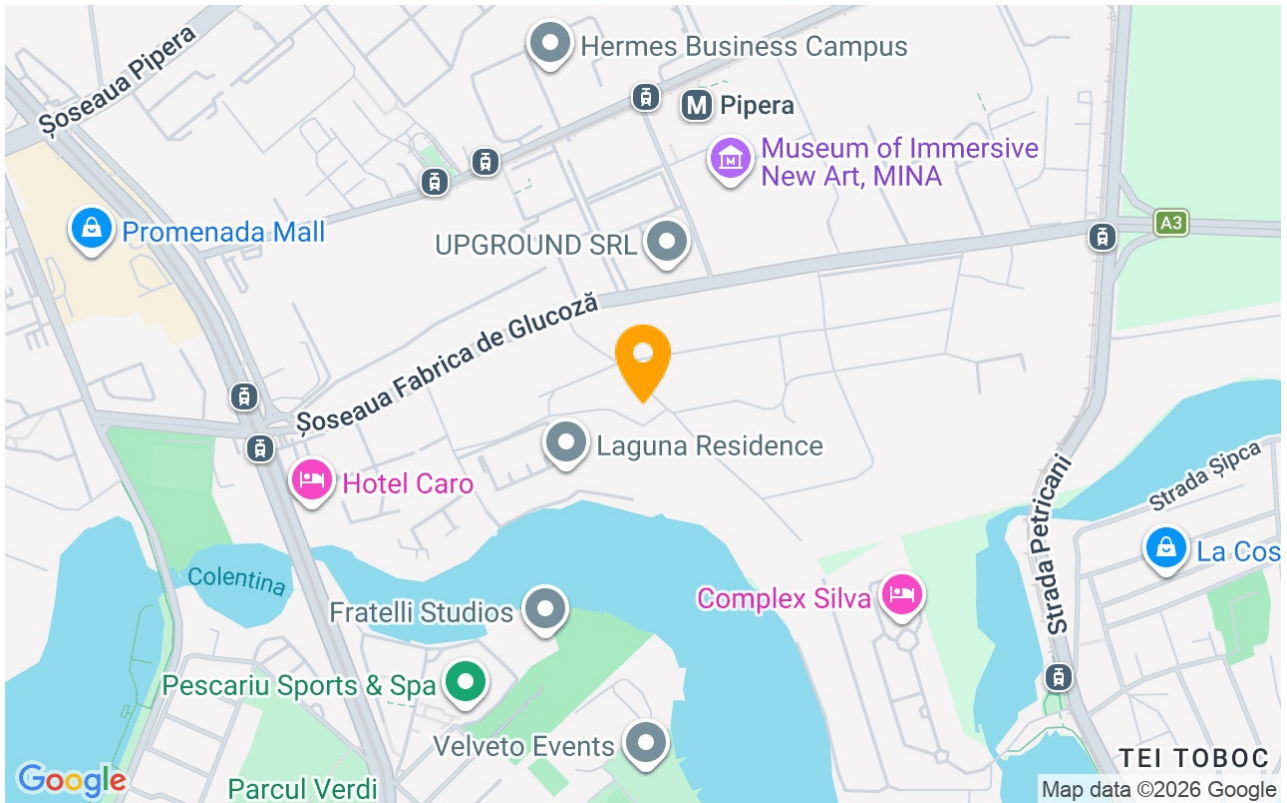 Hermes Business Campus
Șoseaua Pipera
M Pipera
Museum of Immersive
New Art, MINA
Promenada Mall
UPGROUND SRL
A3
Șoseaua Fabrica de Glucoză
Laguna Residence
Hotel Caro
Strada Șipca
Strada Petricani
La Cos
Colentina
Complex Silva
Fratelli Studios
Pescariu Sports & Spa
Velveto Events
TEI TOBOC
Google
Parcul Verdi
Map data ©2026 Google